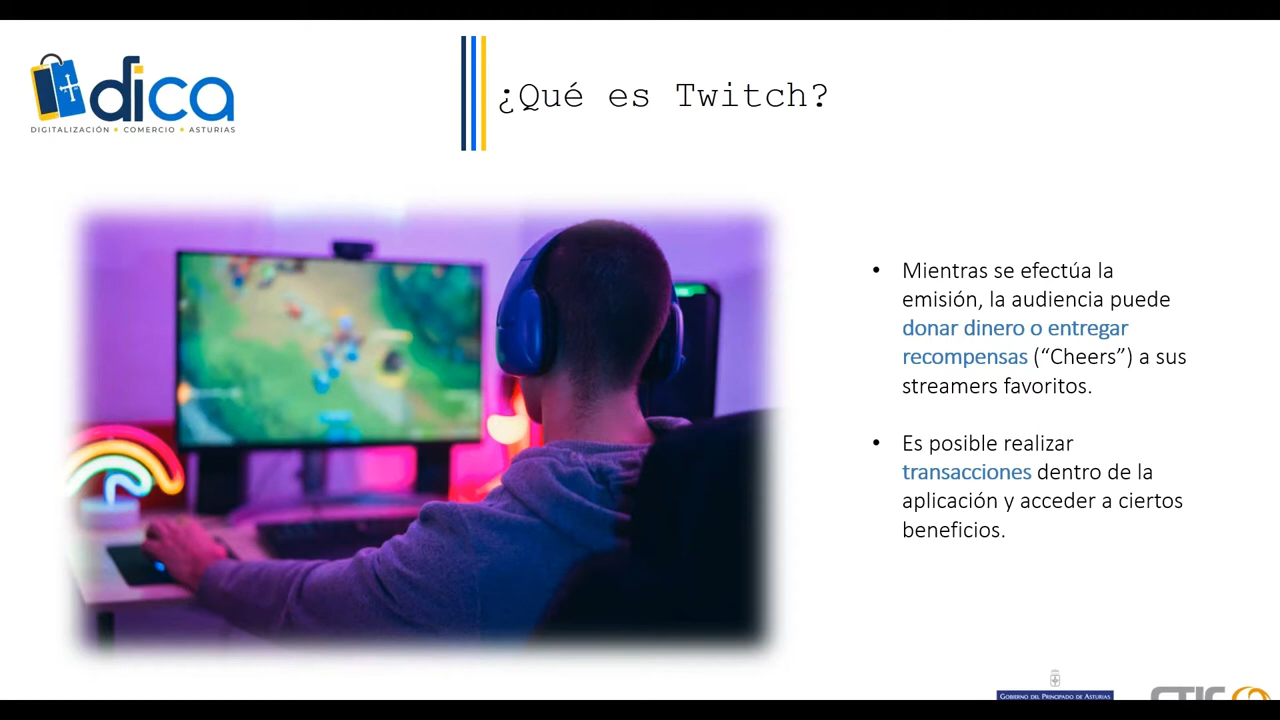 dica
DIGITALIZACIÓN • COMERCIO • ASTURIAS
¿Qué es Twitch?
• Mientras se efectúa la
emisión, la audiencia puede
donar dinero o entregar
recompensas (“Cheers”) a sus
streamers favoritos.
• Es posible realizar
transacciones dentro de la
aplicación y acceder a ciertos
beneficios.
GOBIERNO DEL PRINCIPADO DE ASTURIAS